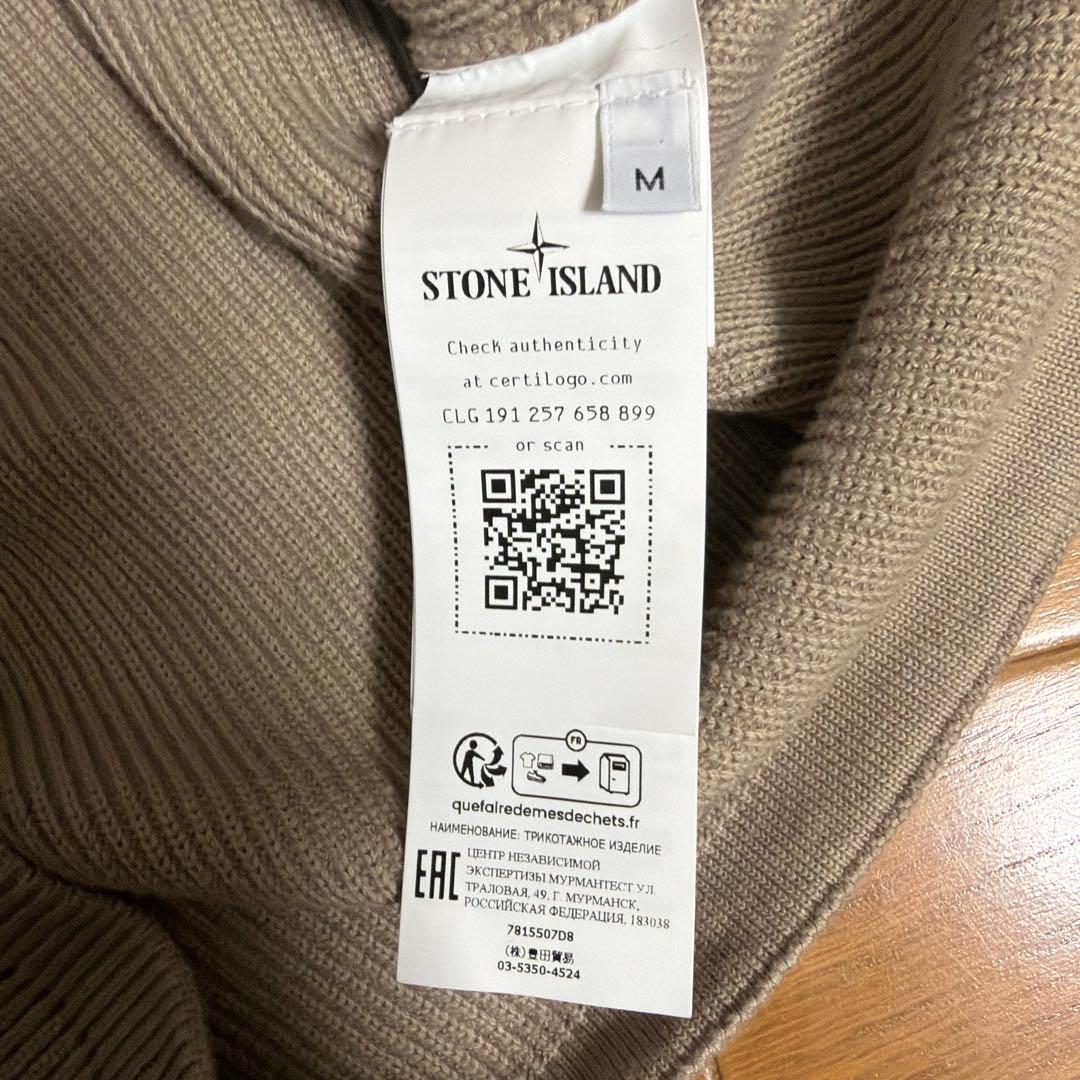 M
STONE ISLAND
Check authenticity
at certilogo.com
CLG 191 257 658 899
or scan
FR
quefairedemesdechets.fr
НАИМЕНОВАНИЕ: ТРИКОТАЖНОЕ ИЗДЕЛИЕ
EAC
ЦЕНТР НЕЗАВИСИМОЙ
ЭКСПЕРТИЗЫ МУРМАНТЕСТ УЛ.
ТРАЛОВАЯ, 49, Г. МУРМАНСК,
РОССИЙСКАЯ ФЕДЕРАЦИЯ, 183038
7815507D8
(株)豊田貿易
03-5350-4524